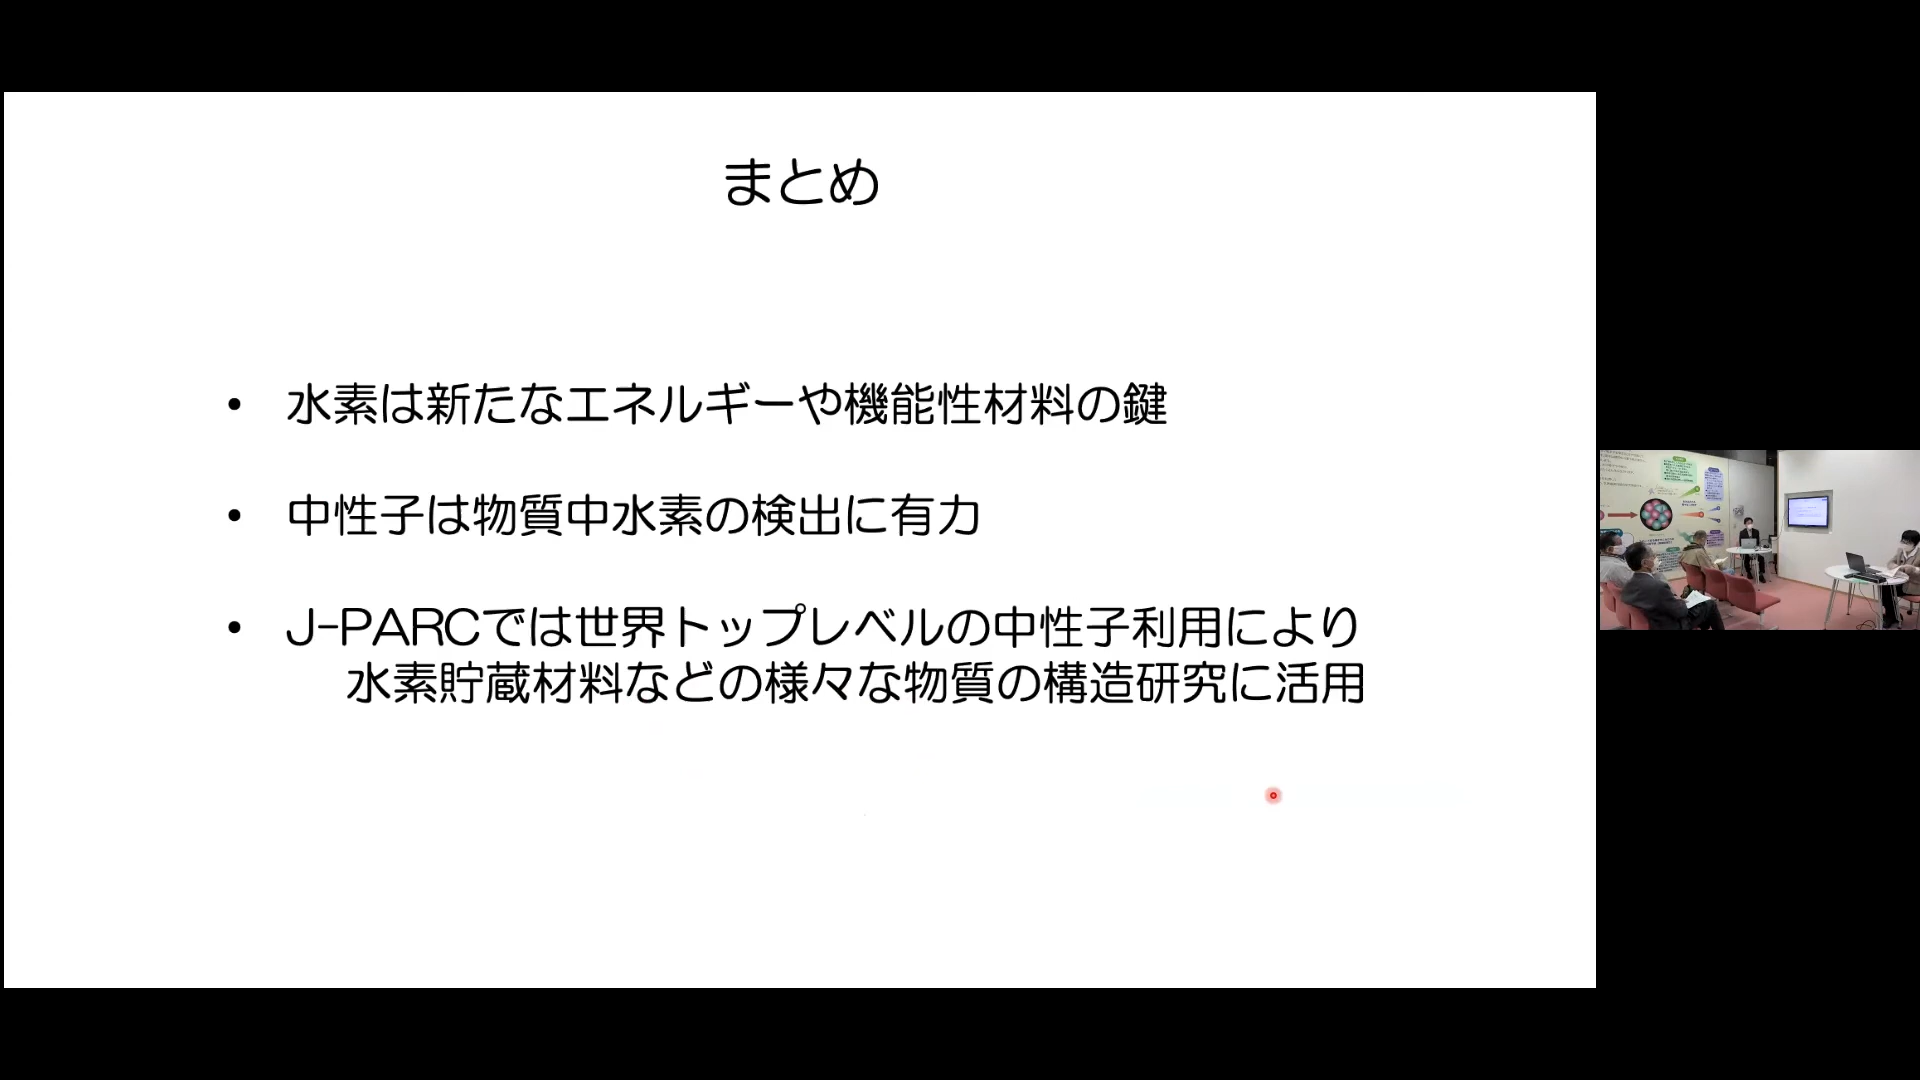 まとめ
• 水素は新たなエネルギーや機能性材料の鍵
• 中性子は物質中水素の検出に有力
• J-PARCでは世界トップレベルの中性子利用により
水素貯蔵材料などの様々な物質の構造研究に活用